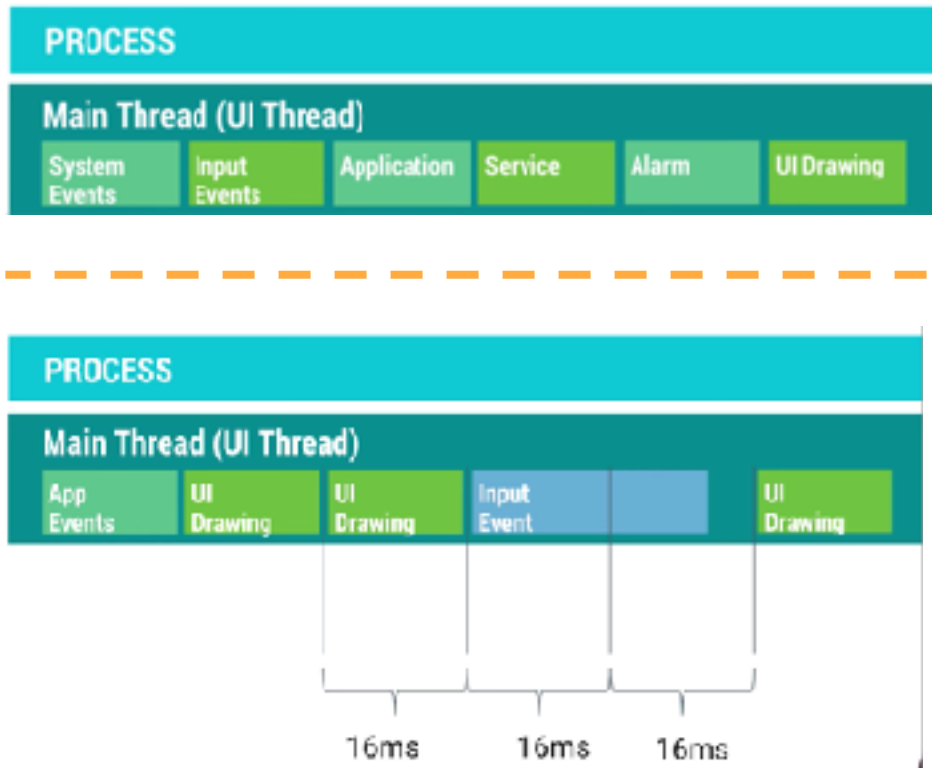 PROCESS
Main Thread (UI Thread)
System
Events
Input
Events
Application
Service
Alarm
UI Drawing
PROCESS
Main Thread (UI Thread)
App
Events
UI
Drawing
UI
Drawing
Input
Event
UI
Drawing
16ms
16ms
16ms